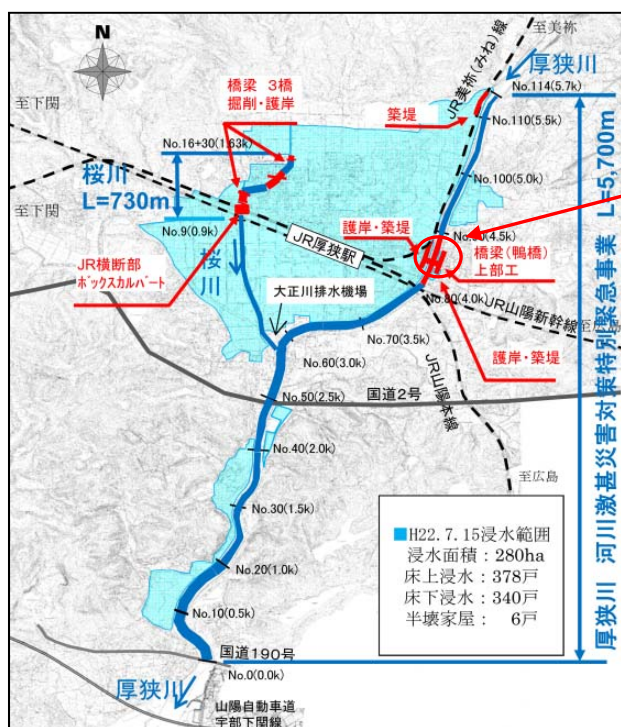 N
至美祢
JR美祢(みね)線
厚狭川
橋梁 3橋
掘削・護岸
築堤
No.114(5.7k)
至下関
No.110(5.5k)
No.16+30(1.63k)
桜川
L=730m
No.100(5.0k)
至下関
護岸・築堤
No.9(0.9k)
JR厚狭駅
橋梁(鴨橋)
上部工
JR横断部
ボックスカルバート
桜川
大正川排水機場
No.80(4.0k)
JR山陽新幹線
至広島
No.70(3.5k)
護岸・築堤
No.60(3.0k)
JR山陽本線
国道2号
No.50(2.5k)
No.40(2.0k)
至広島
No.30(1.5k)
■H22.7.15浸水範囲
浸水面積:280ha
床上浸水:378戸
床下浸水:340戸
半壊家屋: 6戸
No.20(1.0k)
No.10(0.5k)
国道190号
No.0(0.0k)
厚狭川
山陽自動車道
宇部下関線
厚狭川 河川激甚災害対策特別緊急事業 L=5,700m